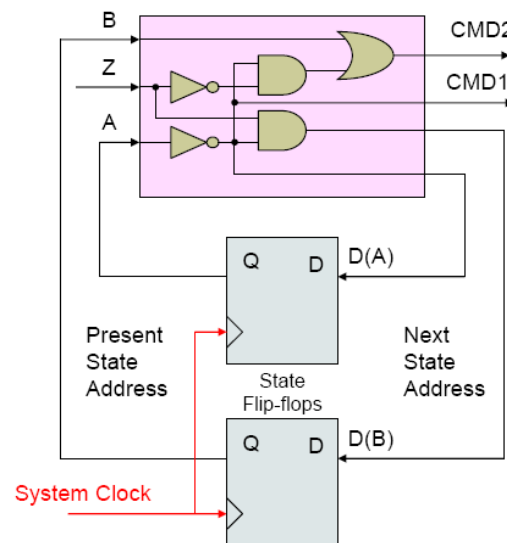 B
CMD2
Z
CMD1
A
Q
D
D(A)
Present
State
Address
Next
State
Address
State
Flip-flops
Q
D
D(B)
System Clock